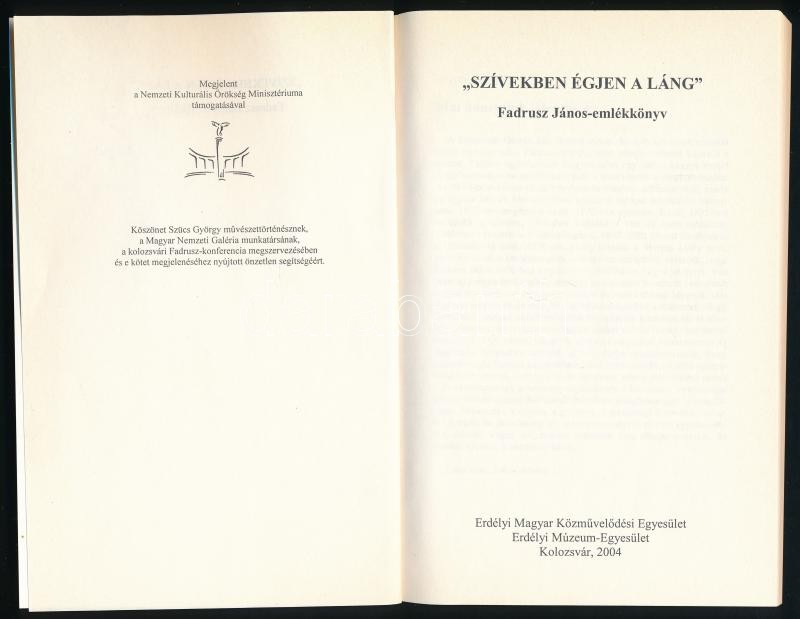 Megjelent
a Nemzeti Kulturális Örökség Minisztériuma
támogatásával
Köszönet Szücs György művészettörténésznek,
a Magyar Nemzeti Galéria munkatársának,
a kolozsvári Fadrusz-konferencia megszervezésében
és e kötet megjelenéséhez nyújtott önzetlen segítségéért.
„SZÍVEKBEN ÉGJEN A LÁNG”
Fadrusz János-emlékkönyv
Erdélyi Magyar Közművelődési Egyesület
Erdélyi Múzeum-Egyesület
Kolozsvár, 2004